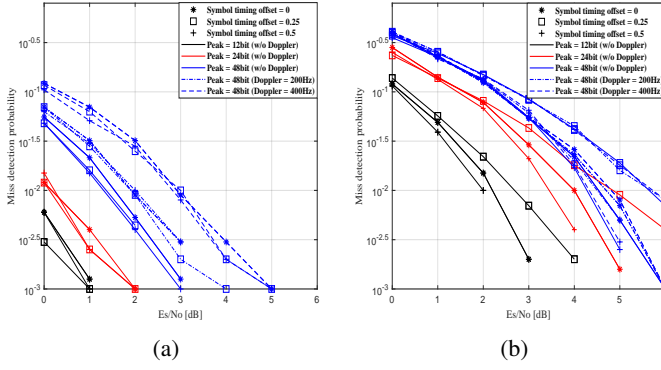 Symbol timing offset = 0
Symbol timing offset = 0.25
Symbol timing offset = 0.5
Peak = 12bit (w/o Doppler)
Peak = 24bit (w/o Doppler)
Peak = 48bit (w/o Doppler)
Peak = 48bit (Doppler = 200Hz)
Peak = 48bit (Doppler = 400Hz)
Miss detection probability
10^-0.5
10^-1
10^-1.5
10^-2
10^-2.5
10^-3
0 1 2 3 4 5 6
Es/No [dB]
(a)
Symbol timing offset = 0
Symbol timing offset = 0.25
Symbol timing offset = 0.5
Peak = 12bit (w/o Doppler)
Peak = 24bit (w/o Doppler)
Peak = 48bit (w/o Doppler)
Peak = 48bit (Doppler = 200Hz)
Peak = 48bit (Doppler = 400Hz)
Miss detection probability
10^-0.5
10^-1
10^-1.5
10^-2
10^-2.5
10^-3
0 1 2 3 4 5
Es/No [dB]
(b)